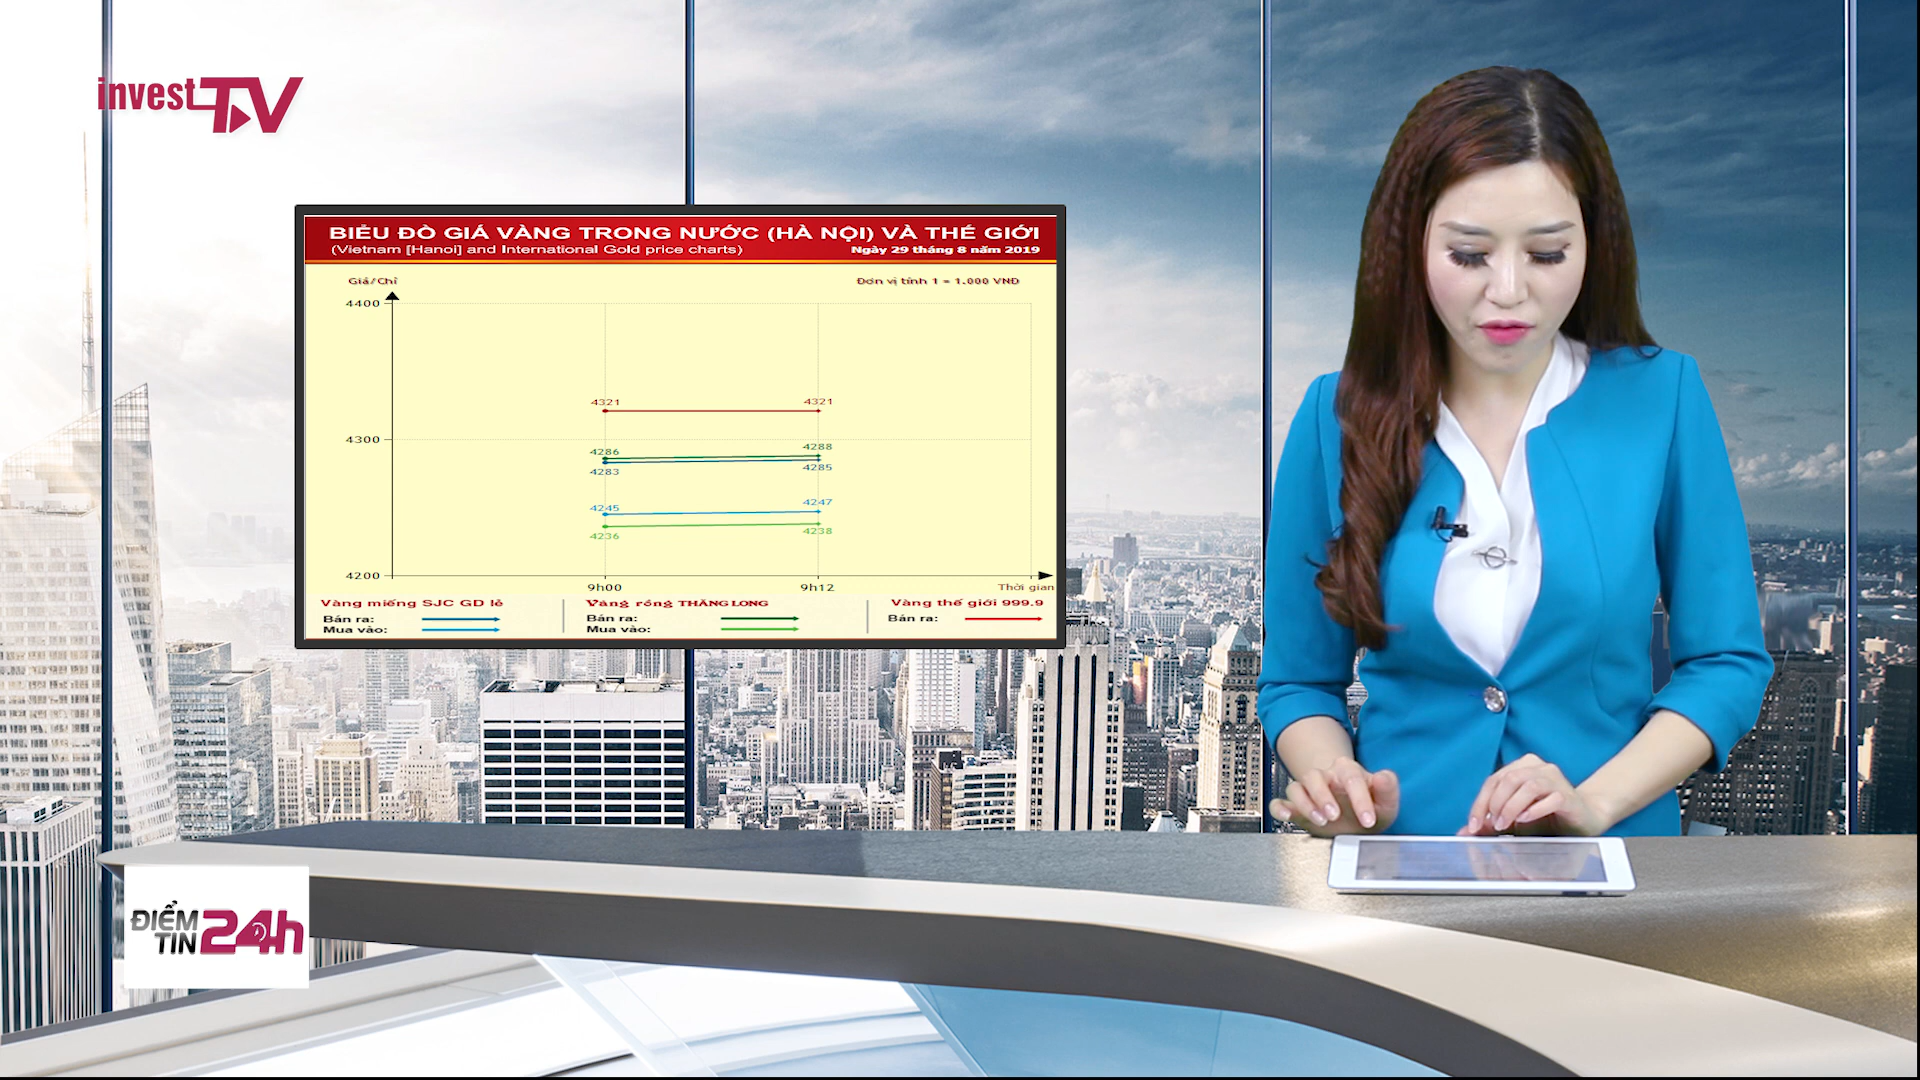 invest TV
BIỂU ĐỒ GIÁ VÀNG TRONG NƯỚC (HÀ NỘI) VÀ THẾ GIỚI
(Vietnam [Hanoi] and International Gold price charts)
Ngày 29 tháng 8 năm 2019
Giá/Chỉ
Đơn vị tính 1 = 1.000 VNĐ
4400
4321 4321
4300
4286 4288
4283 4285
4245 4247
4236 4238
4200
9h00 9h12 Thời gian
Vàng miếng SJC GD lẻ
Bán ra:
Mua vào:
Vàng rồng THĂNG LONG
Bán ra:
Mua vào:
Vàng thế giới 999.9
Bán ra:
ĐIỂM
TIN 24h